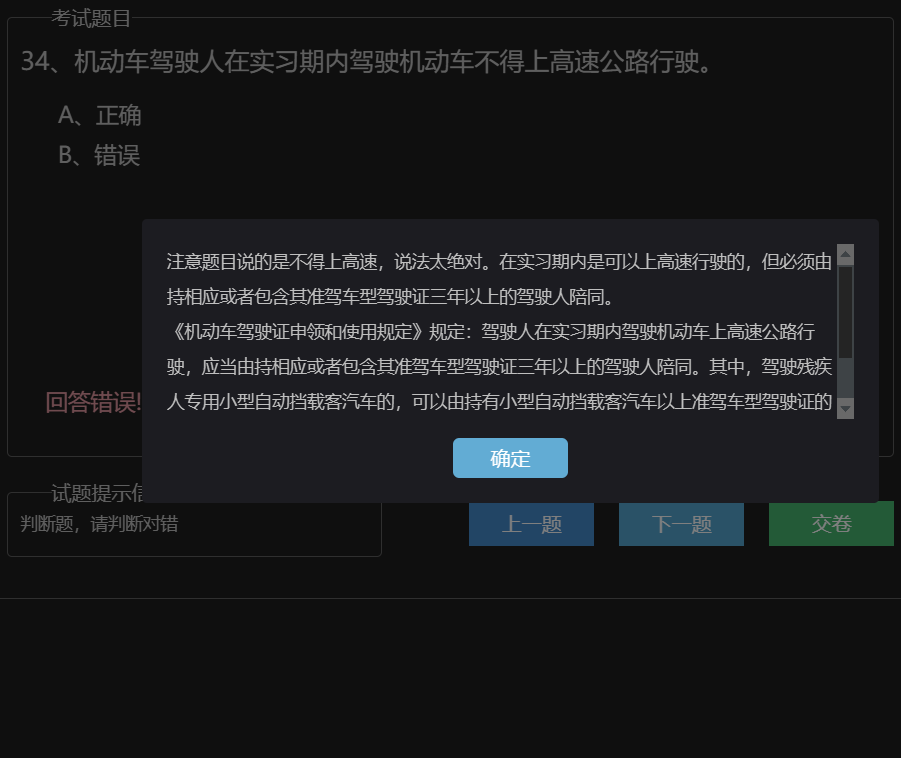 考试题目
34、机动车驾驶人在实习期内驾驶机动车不得上高速公路行驶。
A、正确
B、错误
注意题目说的是不得上高速，说法太绝对。在实习期内是可以上高速行驶的，但必须由
持相应或者包含其准驾车型驾驶证三年以上的驾驶人陪同。
《机动车驾驶证申领和使用规定》规定：驾驶人在实习期内驾驶机动车上高速公路行
驶，应当由持相应或者包含其准驾车型驾驶证三年以上的驾驶人陪同。其中，驾驶残疾
人专用小型自动挡载客汽车的，可以由持有小型自动挡载客汽车以上准驾车型驾驶证的
回答错误!
确定
试题提示信
判断题，请判断对错
上一题
下一题
交卷